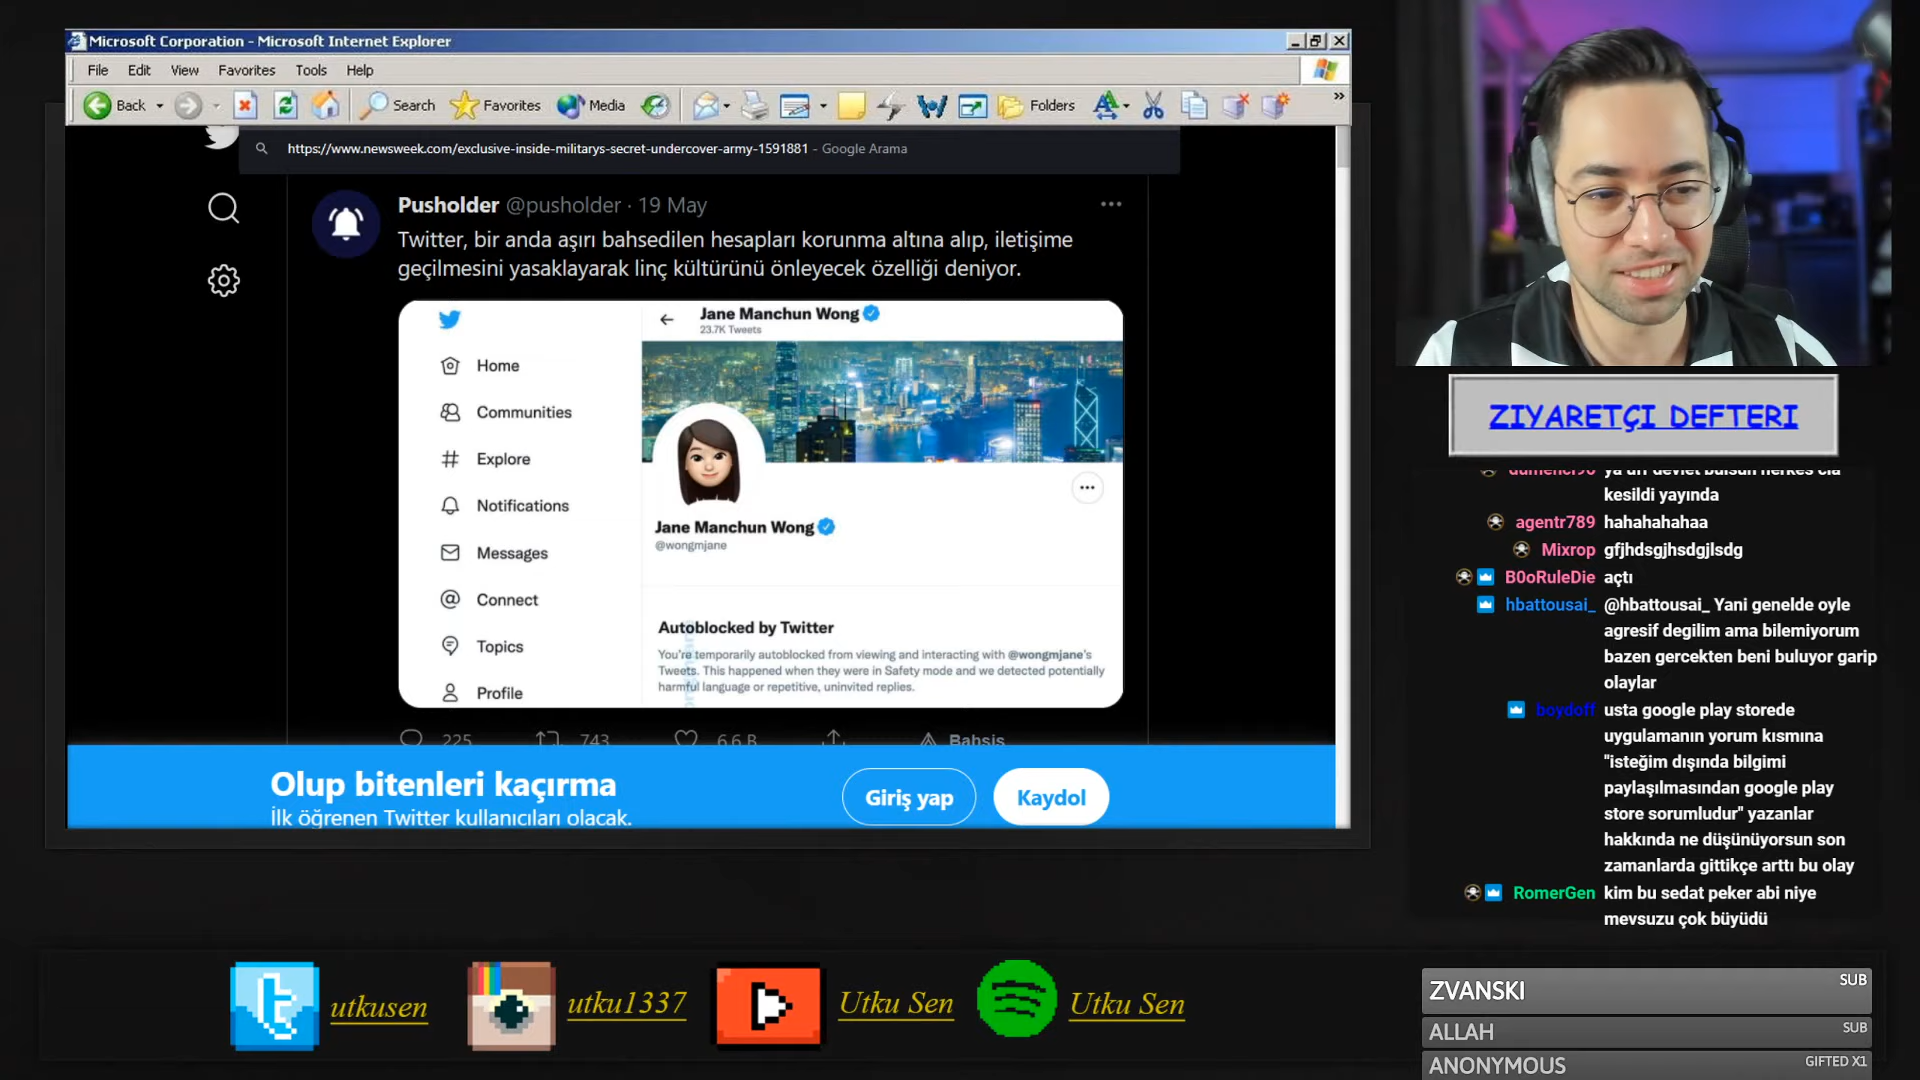 Microsoft Corporation - Microsoft Internet Explorer
File Edit View Favorites Tools Help
Back Search Favorites Media Folders
https://www.newsweek.com/exclusive-inside-militarys-secret-undercover-army-1591881 - Google Arama
Pusholder @pusholder · 19 May
Twitter, bir anda aşırı bahsedilen hesapları korunma altına alıp, iletişime
geçilmesini yasaklayarak linç kültürünü önleyecek özelliği deniyor.
Jane Manchun Wong
23.7K Tweets
Home
Communities
Explore
Notifications
Messages
Connect
Topics
Profile
Jane Manchun Wong
@wongmjane
Autoblocked by Twitter
You're temporarily autoblocked from viewing and interacting with @wongmjane's
Tweets. This happened when they were in Safety mode and we detected potentially
harmful language or repetitive, uninvited replies.
225 743 6,6 B Bahşiş
Olup bitenleri kaçırma
İlk öğrenen Twitter kullanıcıları olacak.
Giriş yap
Kaydol
ZIYARETÇI DEFTERI
kesildi yayında
agentr789 hahahahahaa
Mixrop gfjhdsgjhsdgjlsdg
B0oRuleDie açtı
hbattousai_ @hbattousai_ Yani genelde oyle
agresif degilim ama bilemiyorum
bazen gercekten beni buluyor garip
olaylar
boydoff usta google play storede
uygulamanın yorum kısmına
"isteğim dışında bilgimi
paylaşılmasından google play
store sorumludur" yazanlar
hakkında ne düşünüyorsun son
zamanlarda gittikçe arttı bu olay
RomerGen kim bu sedat peker abi niye
mevsuzu çok büyüdü
utkusen
utku1337
Utku Sen
Utku Sen
ZVANSKI SUB
ALLAH SUB
ANONYMOUS GIFTED X1